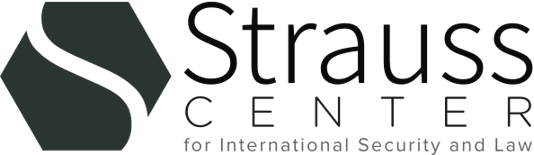 Strauss
CENTER
for International Security and Law